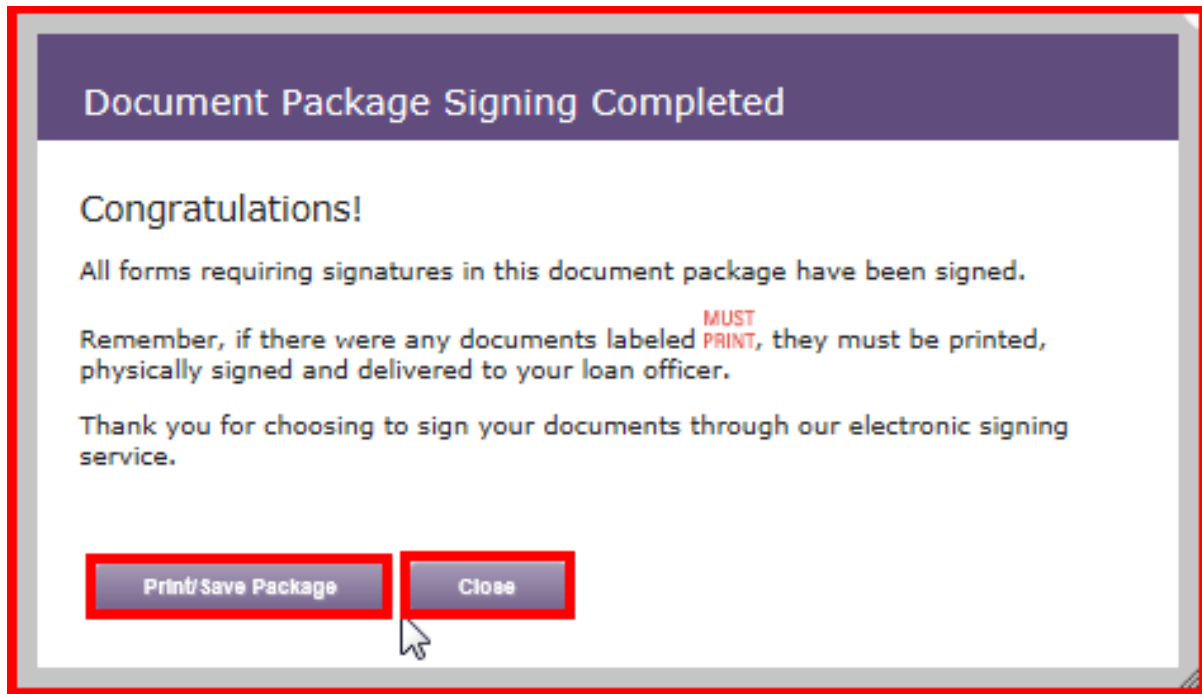 Document Package Signing Completed
Congratulations!
All forms requiring signatures in this document package have been signed.
Remember, if there were any documents labeled MUST PRINT, they must be printed,
physically signed and delivered to your loan officer.
Thank you for choosing to sign your documents through our electronic signing
service.
Print/Save Package Close